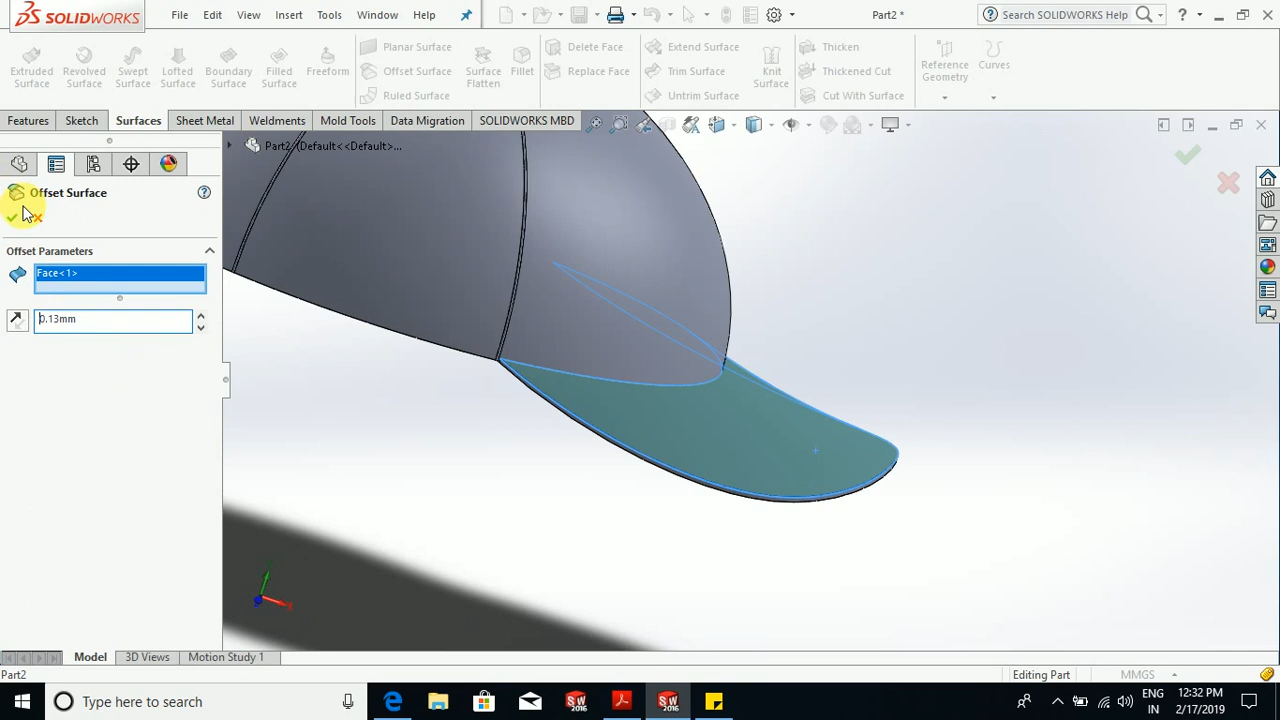 SOLIDWORKS File Edit View Insert Tools Window Help Part2 * Search SOLIDWORKS Help ?
Extruded Surface
Revolved Surface
Swept Surface
Lofted Surface
Boundary Surface
Filled Surface
Freeform
Planar Surface
Offset Surface
Ruled Surface
Surface Flatten
Fillet
Delete Face
Replace Face
Extend Surface
Trim Surface
Untrim Surface
Knit Surface
Thicken
Thickened Cut
Cut With Surface
Reference Geometry
Curves
Features Sketch Surfaces Sheet Metal Weldments Mold Tools Data Migration SOLIDWORKS MBD
Part2 (Default<<Default>...
Offset Surface ?
Offset Parameters
Face<1>
0.13mm
Model 3D Views Motion Study 1
Part2 Editing Part MMGS
Type here to search
SW 2016
SW 2016
ENG
IN
12:32 PM
2/17/2019